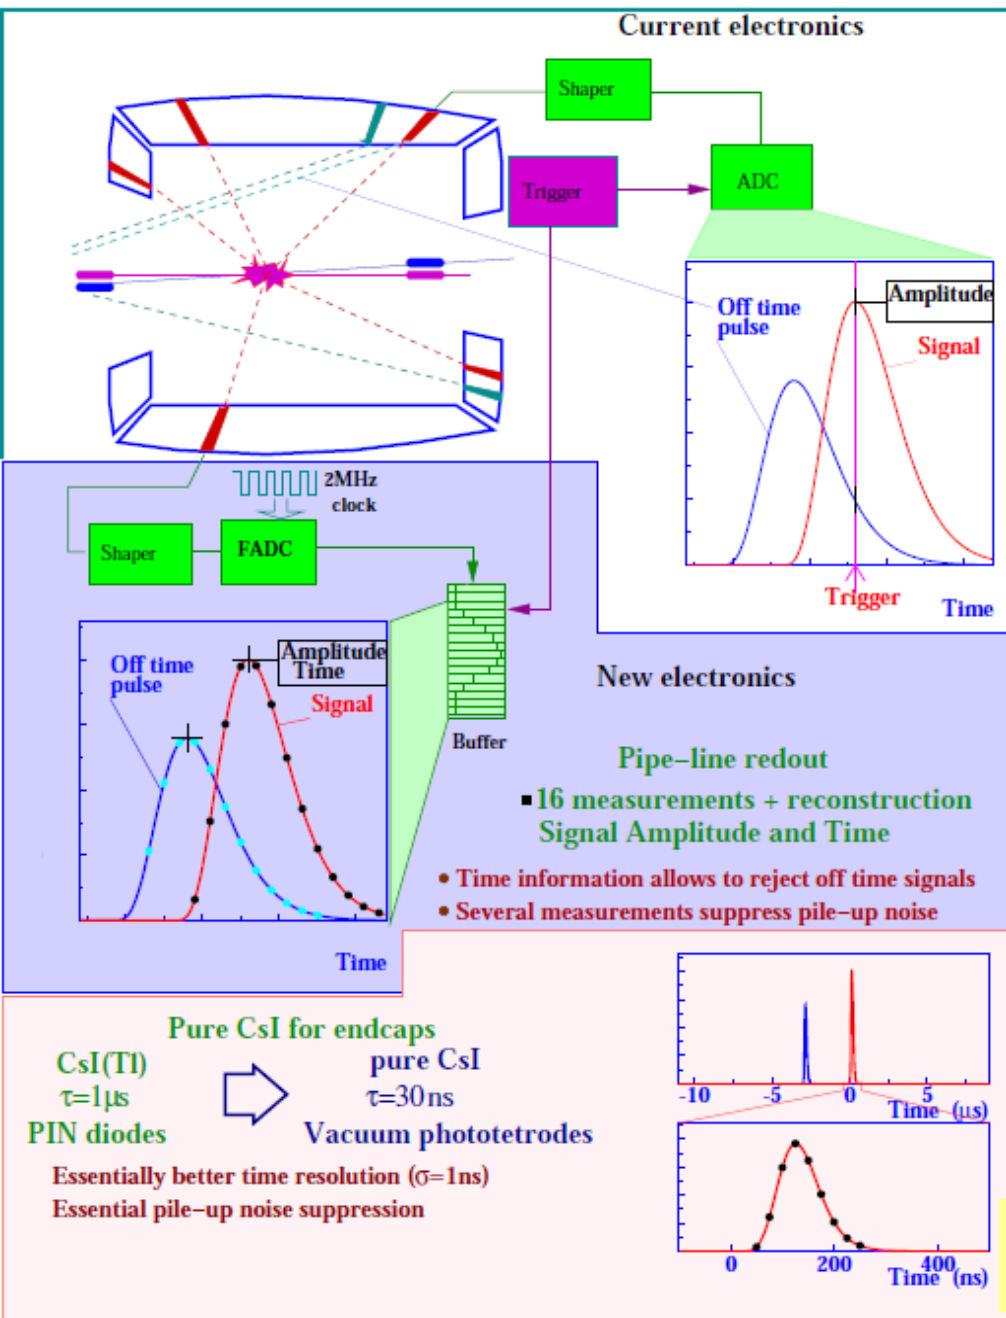 Current electronics
Shaper
Trigger
ADC
Amplitude
Off time
pulse
Signal
Trigger
Time
2MHz
clock
Shaper
FADC
Amplitude
Time
Off time
pulse
Signal
Buffer
Time
New electronics
Pipe-line redout
16 measurements + reconstruction
Signal Amplitude and Time
• Time information allows to reject off time signals
• Several measurements suppress pile-up noise
Pure CsI for endcaps
CsI(Tl)
τ=1μs
PIN diodes
pure CsI
τ=30ns
Vacuum phototetrodes
Essentially better time resolution (σ=1ns)
Essential pile-up noise suppression
-10 -5 0 5
Time (μs)
0 200 400
Time (ns)